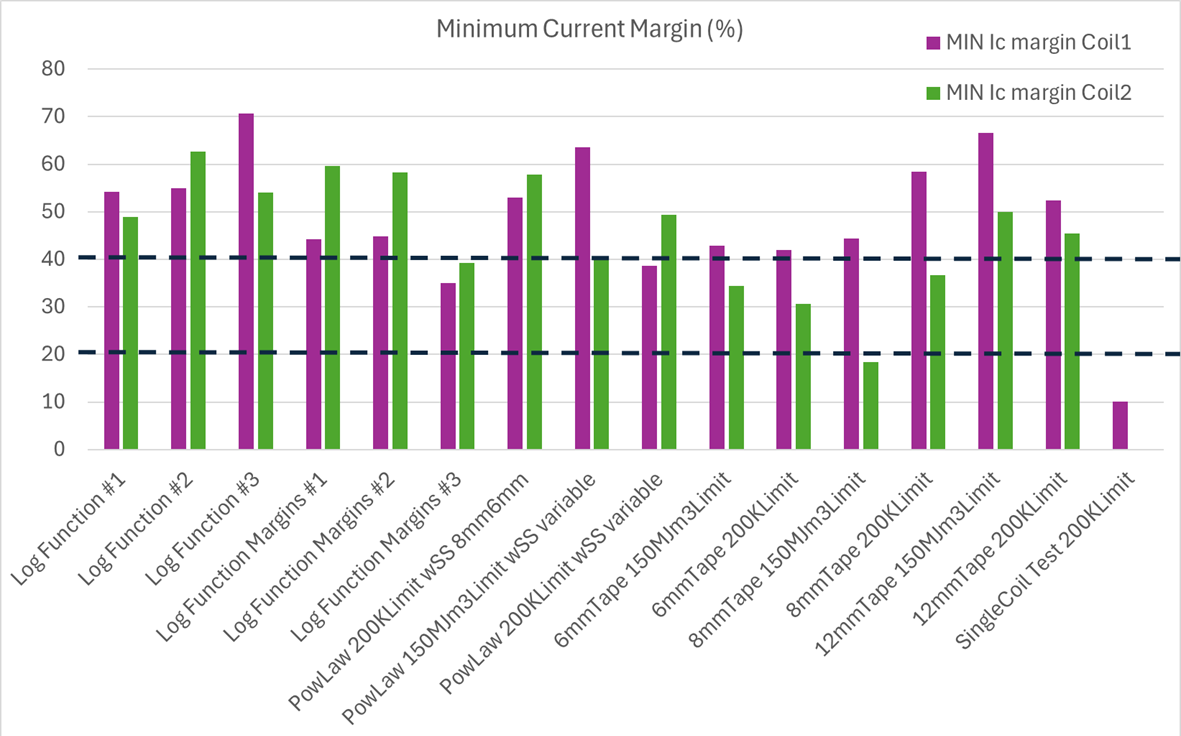 Minimum Current Margin (%)
MIN Ic margin Coil1
MIN Ic margin Coil2
80
70
60
50
40
30
20
10
0
Log Function #1
Log Function #2
Log Function #3
Log Function Margins #1
Log Function Margins #2
Log Function Margins #3
PowLaw 200KLimit wSS 8mm6mm
PowLaw 150MJm3Limit wSS variable
PowLaw 200KLimit wSS variable
6mmTape 150MJm3Limit
6mmTape 200KLimit
8mmTape 150MJm3Limit
8mmTape 200KLimit
12mmTape 150MJm3Limit
12mmTape 200KLimit
SingleCoil Test 200KLimit